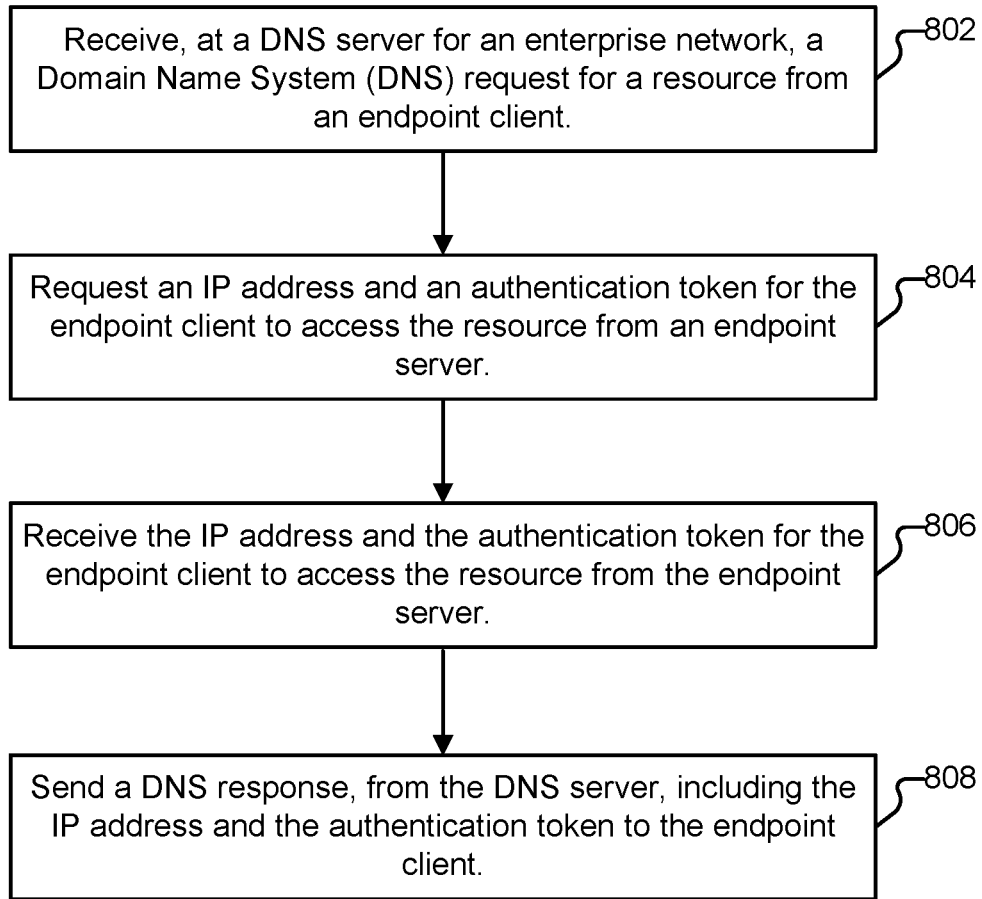 Receive, at a DNS server for an enterprise network, a
Domain Name System (DNS) request for a resource from
an endpoint client.
802
Request an IP address and an authentication token for the
endpoint client to access the resource from an endpoint
server.
804
Receive the IP address and the authentication token for the
endpoint client to access the resource from the endpoint
server.
806
Send a DNS response, from the DNS server, including the
IP address and the authentication token to the endpoint
client.
808